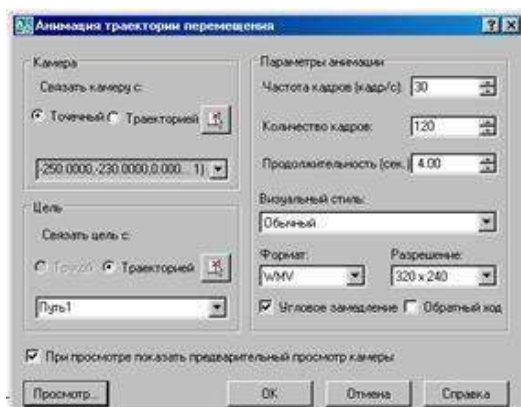 Анимация траектории перемещения
Камера
Связать камеру с:
Точечный Траекторией
-250.0000,-230.0000,0.000... 1)
Цель
Связать цель с:
Траекторией
Путь1
Параметры анимации
Частота кадров (кадр/с): 30
Количество кадров: 120
Продолжительность (сек.) 4.00
Визуальный стиль:
Обычный
Формат: Разрешение:
WMV 320 x 240
Угловое замедление Обратный ход
При просмотре показать предварительный просмотр камеры
Просмотр... OK Отмена Справка